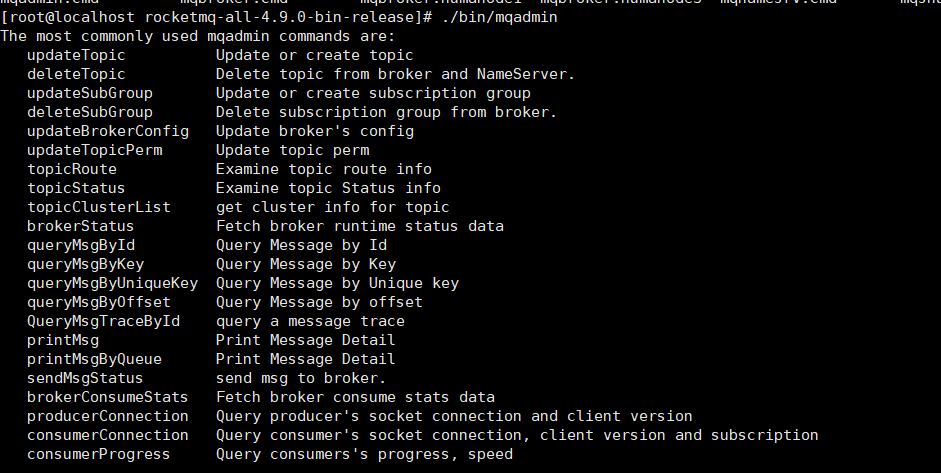 [root@localhost rocketmq-all-4.9.0-bin-release]# ./bin/mqadmin
The most commonly used mqadmin commands are:
   updateTopic          Update or create topic
   deleteTopic          Delete topic from broker and NameServer.
   updateSubGroup       Update or create subscription group
   deleteSubGroup       Delete subscription group from broker.
   updateBrokerConfig   Update broker's config
   updateTopicPerm      Update topic perm
   topicRoute           Examine topic route info
   topicStatus          Examine topic Status info
   topicClusterList     get cluster info for topic
   brokerStatus         Fetch broker runtime status data
   queryMsgById         Query Message by Id
   queryMsgByKey        Query Message by Key
   queryMsgByUniqueKey  Query Message by Unique key
   queryMsgByOffset     Query Message by offset
   QueryMsgTraceById    query a message trace
   printMsg             Print Message Detail
   printMsgByQueue      Print Message Detail
   sendMsgStatus        send msg to broker.
   brokerConsumeStats   Fetch broker consume stats data
   producerConnection   Query producer's socket connection and client version
   consumerConnection   Query consumer's socket connection, client version and subscription
   consumerProgress     Query consumers's progress, speed